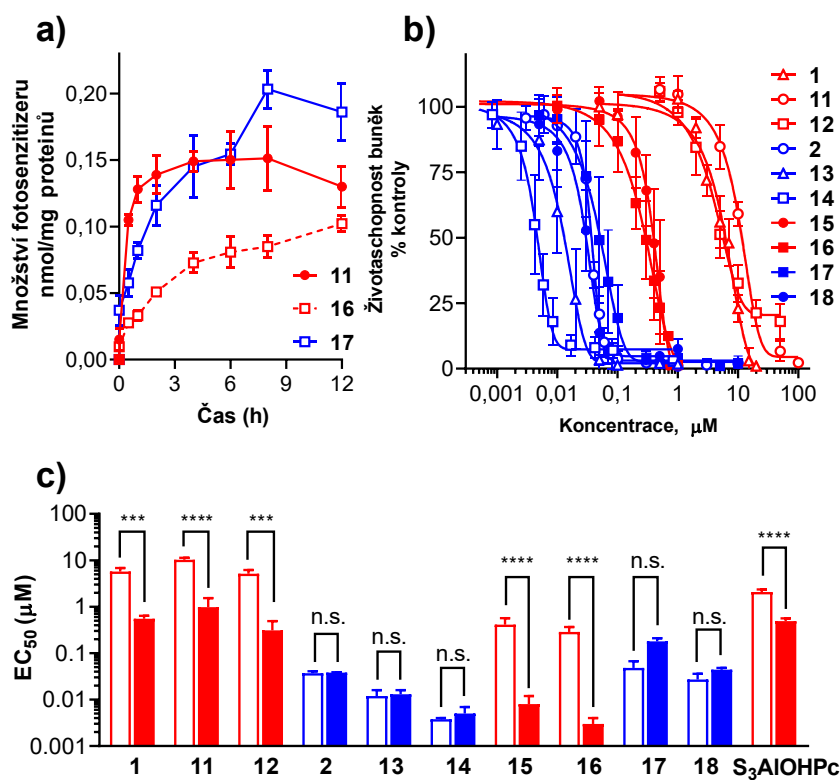 a)
Množství fotosenzitizeru
nmol/mg proteinů
0,20
0,15
0,10
0,05
0,00
0
3
6
9
12
Čas (h)
11
16
17
b)
Životaschopnost buněk
% kontroly
100
75
50
25
0
0,001
0,01
0,1
1
10
100
Koncentrace, μM
1
11
12
2
13
14
15
16
17
18
c)
EC50 (μM)
100
10
1
0.1
0.01
0.001
***
****
***
n.s.
n.s.
n.s.
****
****
n.s.
n.s.
****
1 11 12 2 13 14 15 16 17 18 S3AlOHPc